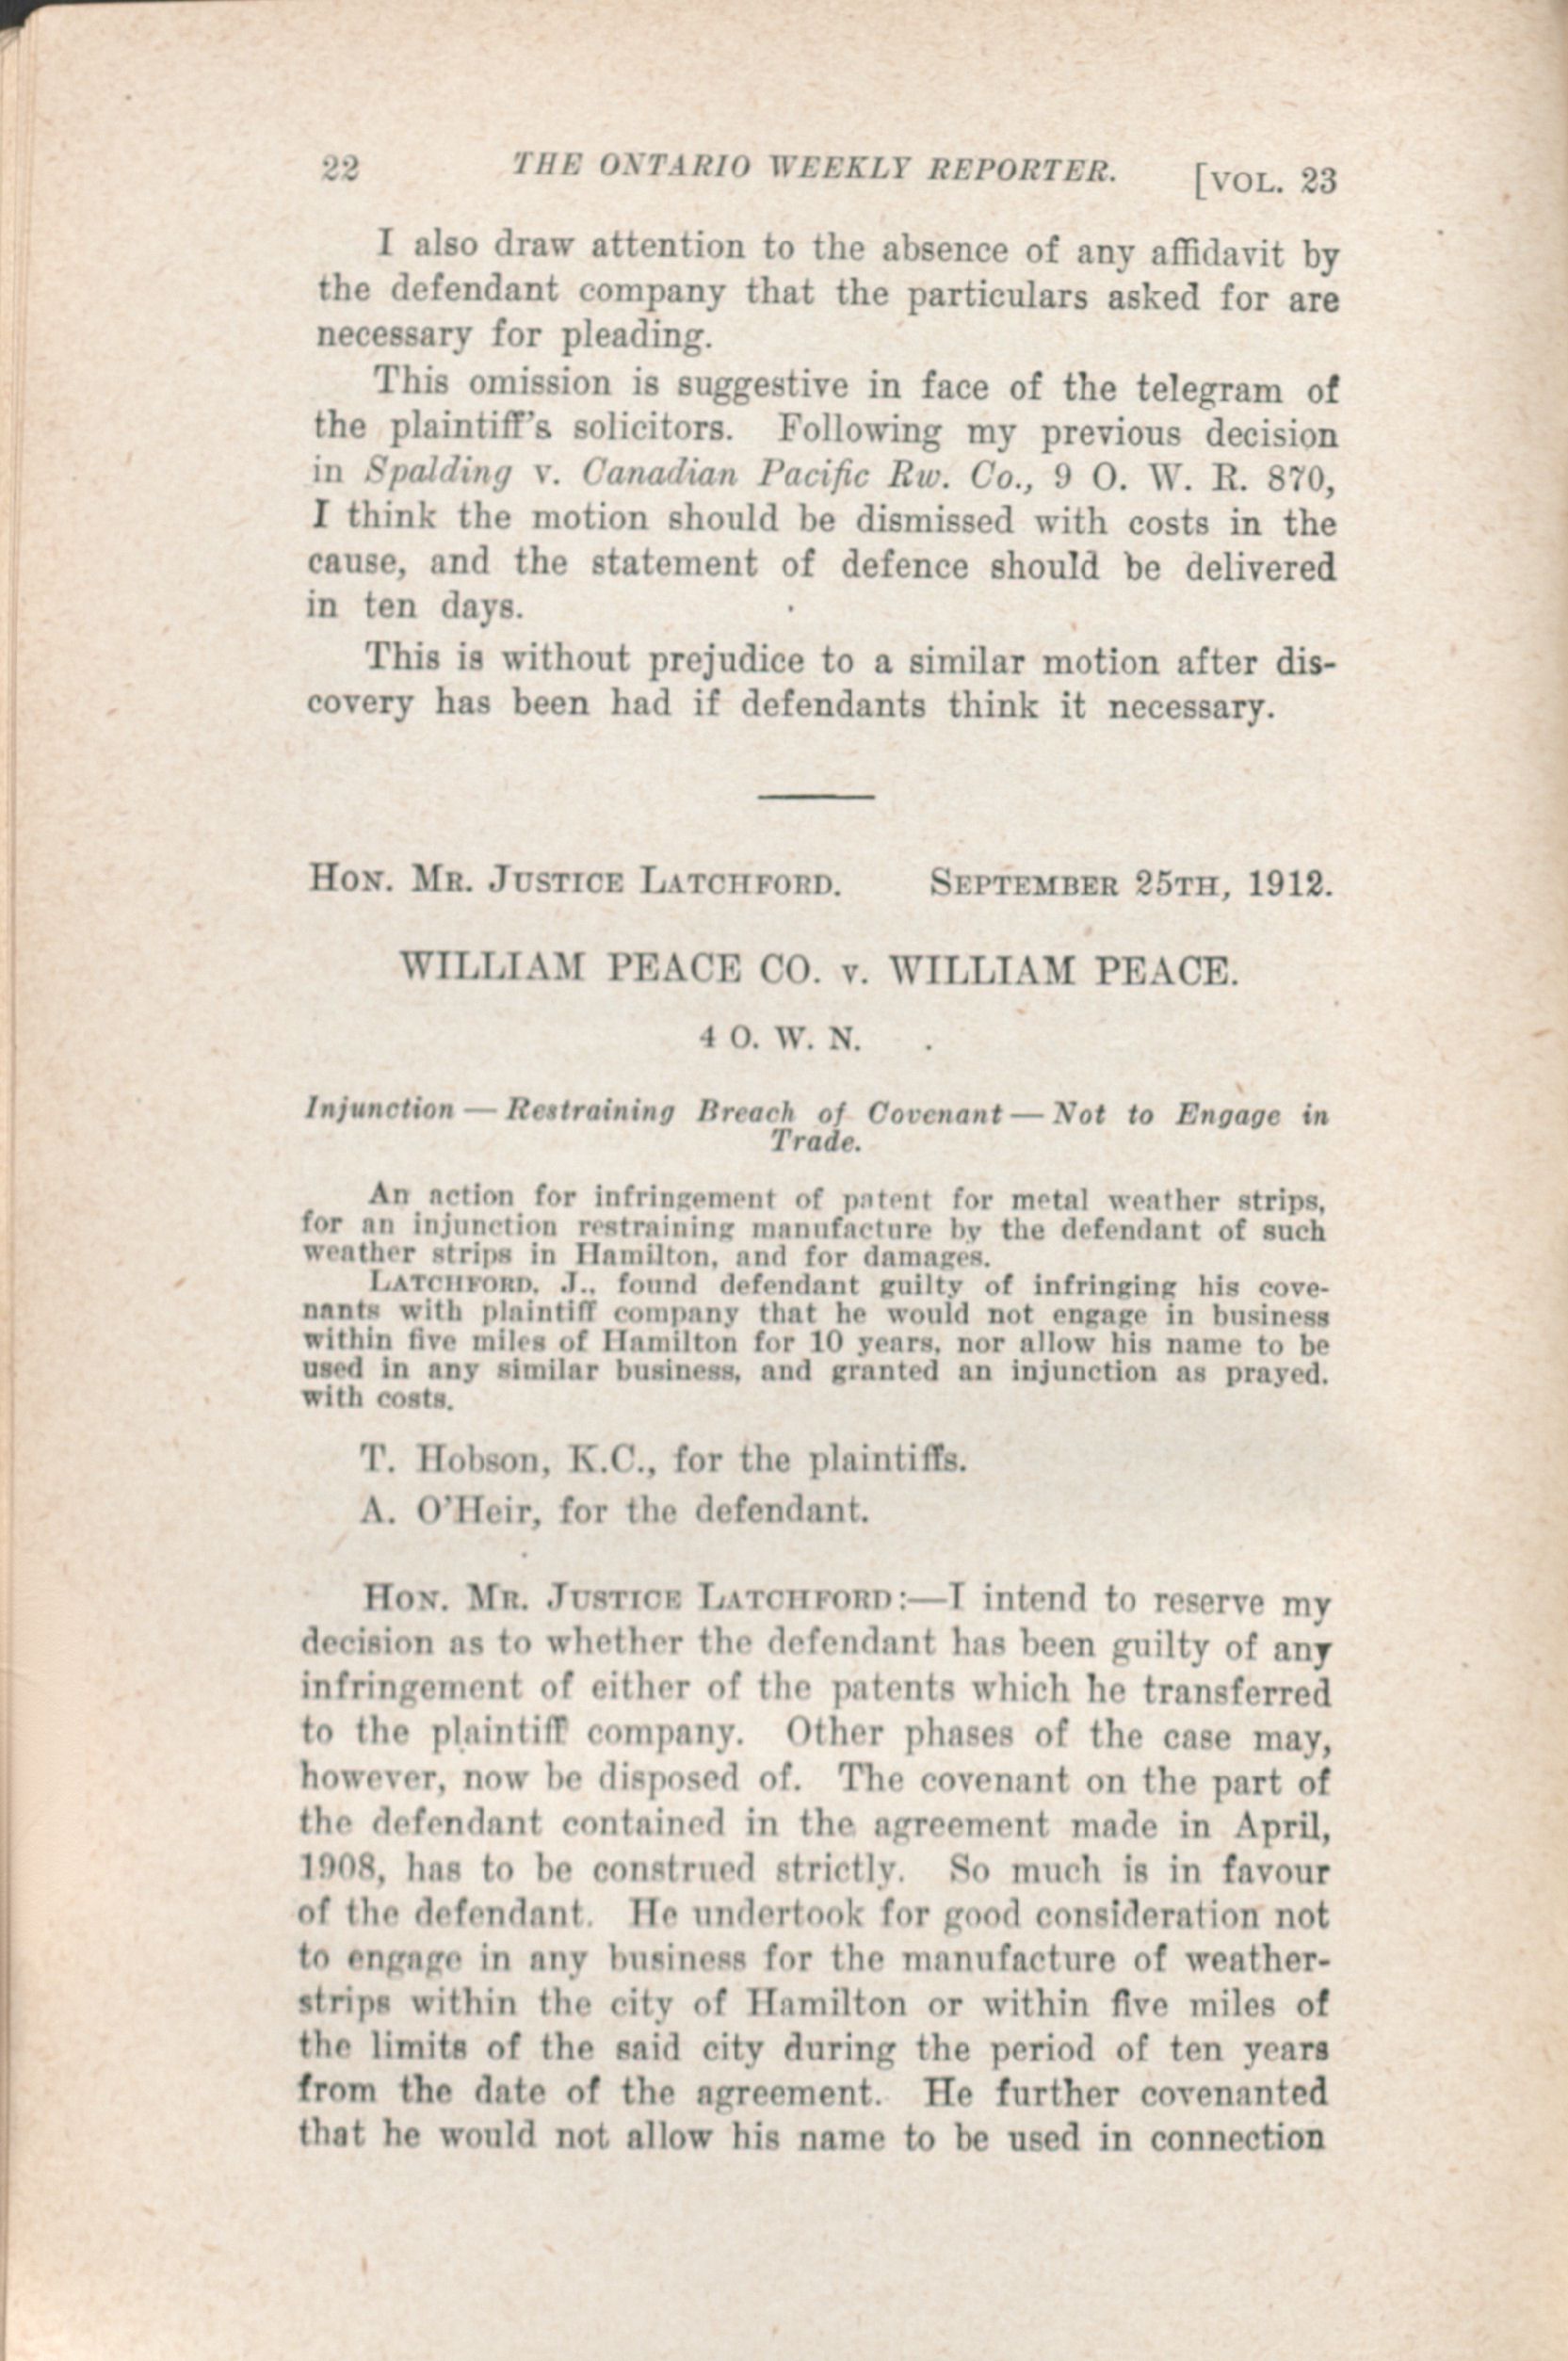 22 THE ONTARIO WEEKLY REPORTER. [VOL. 23
I also draw attention to the absence of any affidavit by
the defendant company that the particulars asked for are
necessary for pleading.
This omission is suggestive in face of the telegram of
the plaintiff's solicitors. Following my previous decision
in Spalding v. Canadian Pacific Rw. Co., 9 O. W. R. 870,
I think the motion should be dismissed with costs in the
cause, and the statement of defence should be delivered
in ten days.
This is without prejudice to a similar motion after dis-
covery has been had if defendants think it necessary.
HON. MR. JUSTICE LATCHFORD. SEPTEMBER 25TH, 1912.
WILLIAM PEACE CO. v. WILLIAM PEACE.
4 O. W. N.
Injunction — Restraining Breach of Covenant — Not to Engage in
Trade.
An action for infringement of patent for metal weather strips,
for an injunction restraining manufacture by the defendant of such
weather strips in Hamilton, and for damages.
LATCHFORD, J., found defendant guilty of infringing his cove-
nants with plaintiff company that he would not engage in business
within five miles of Hamilton for 10 years, nor allow his name to be
used in any similar business, and granted an injunction as prayed,
with costs.
T. Hobson, K.C., for the plaintiffs.
A. O'Heir, for the defendant.
HON. MR. JUSTICE LATCHFORD:—I intend to reserve my
decision as to whether the defendant has been guilty of any
infringement of either of the patents which he transferred
to the plaintiff company. Other phases of the case may,
however, now be disposed of. The covenant on the part of
the defendant contained in the agreement made in April,
1908, has to be construed strictly. So much is in favour
of the defendant. He undertook for good consideration not
to engage in any business for the manufacture of weather-
strips within the city of Hamilton or within five miles of
the limits of the said city during the period of ten years
from the date of the agreement. He further covenanted
that he would not allow his name to be used in connection